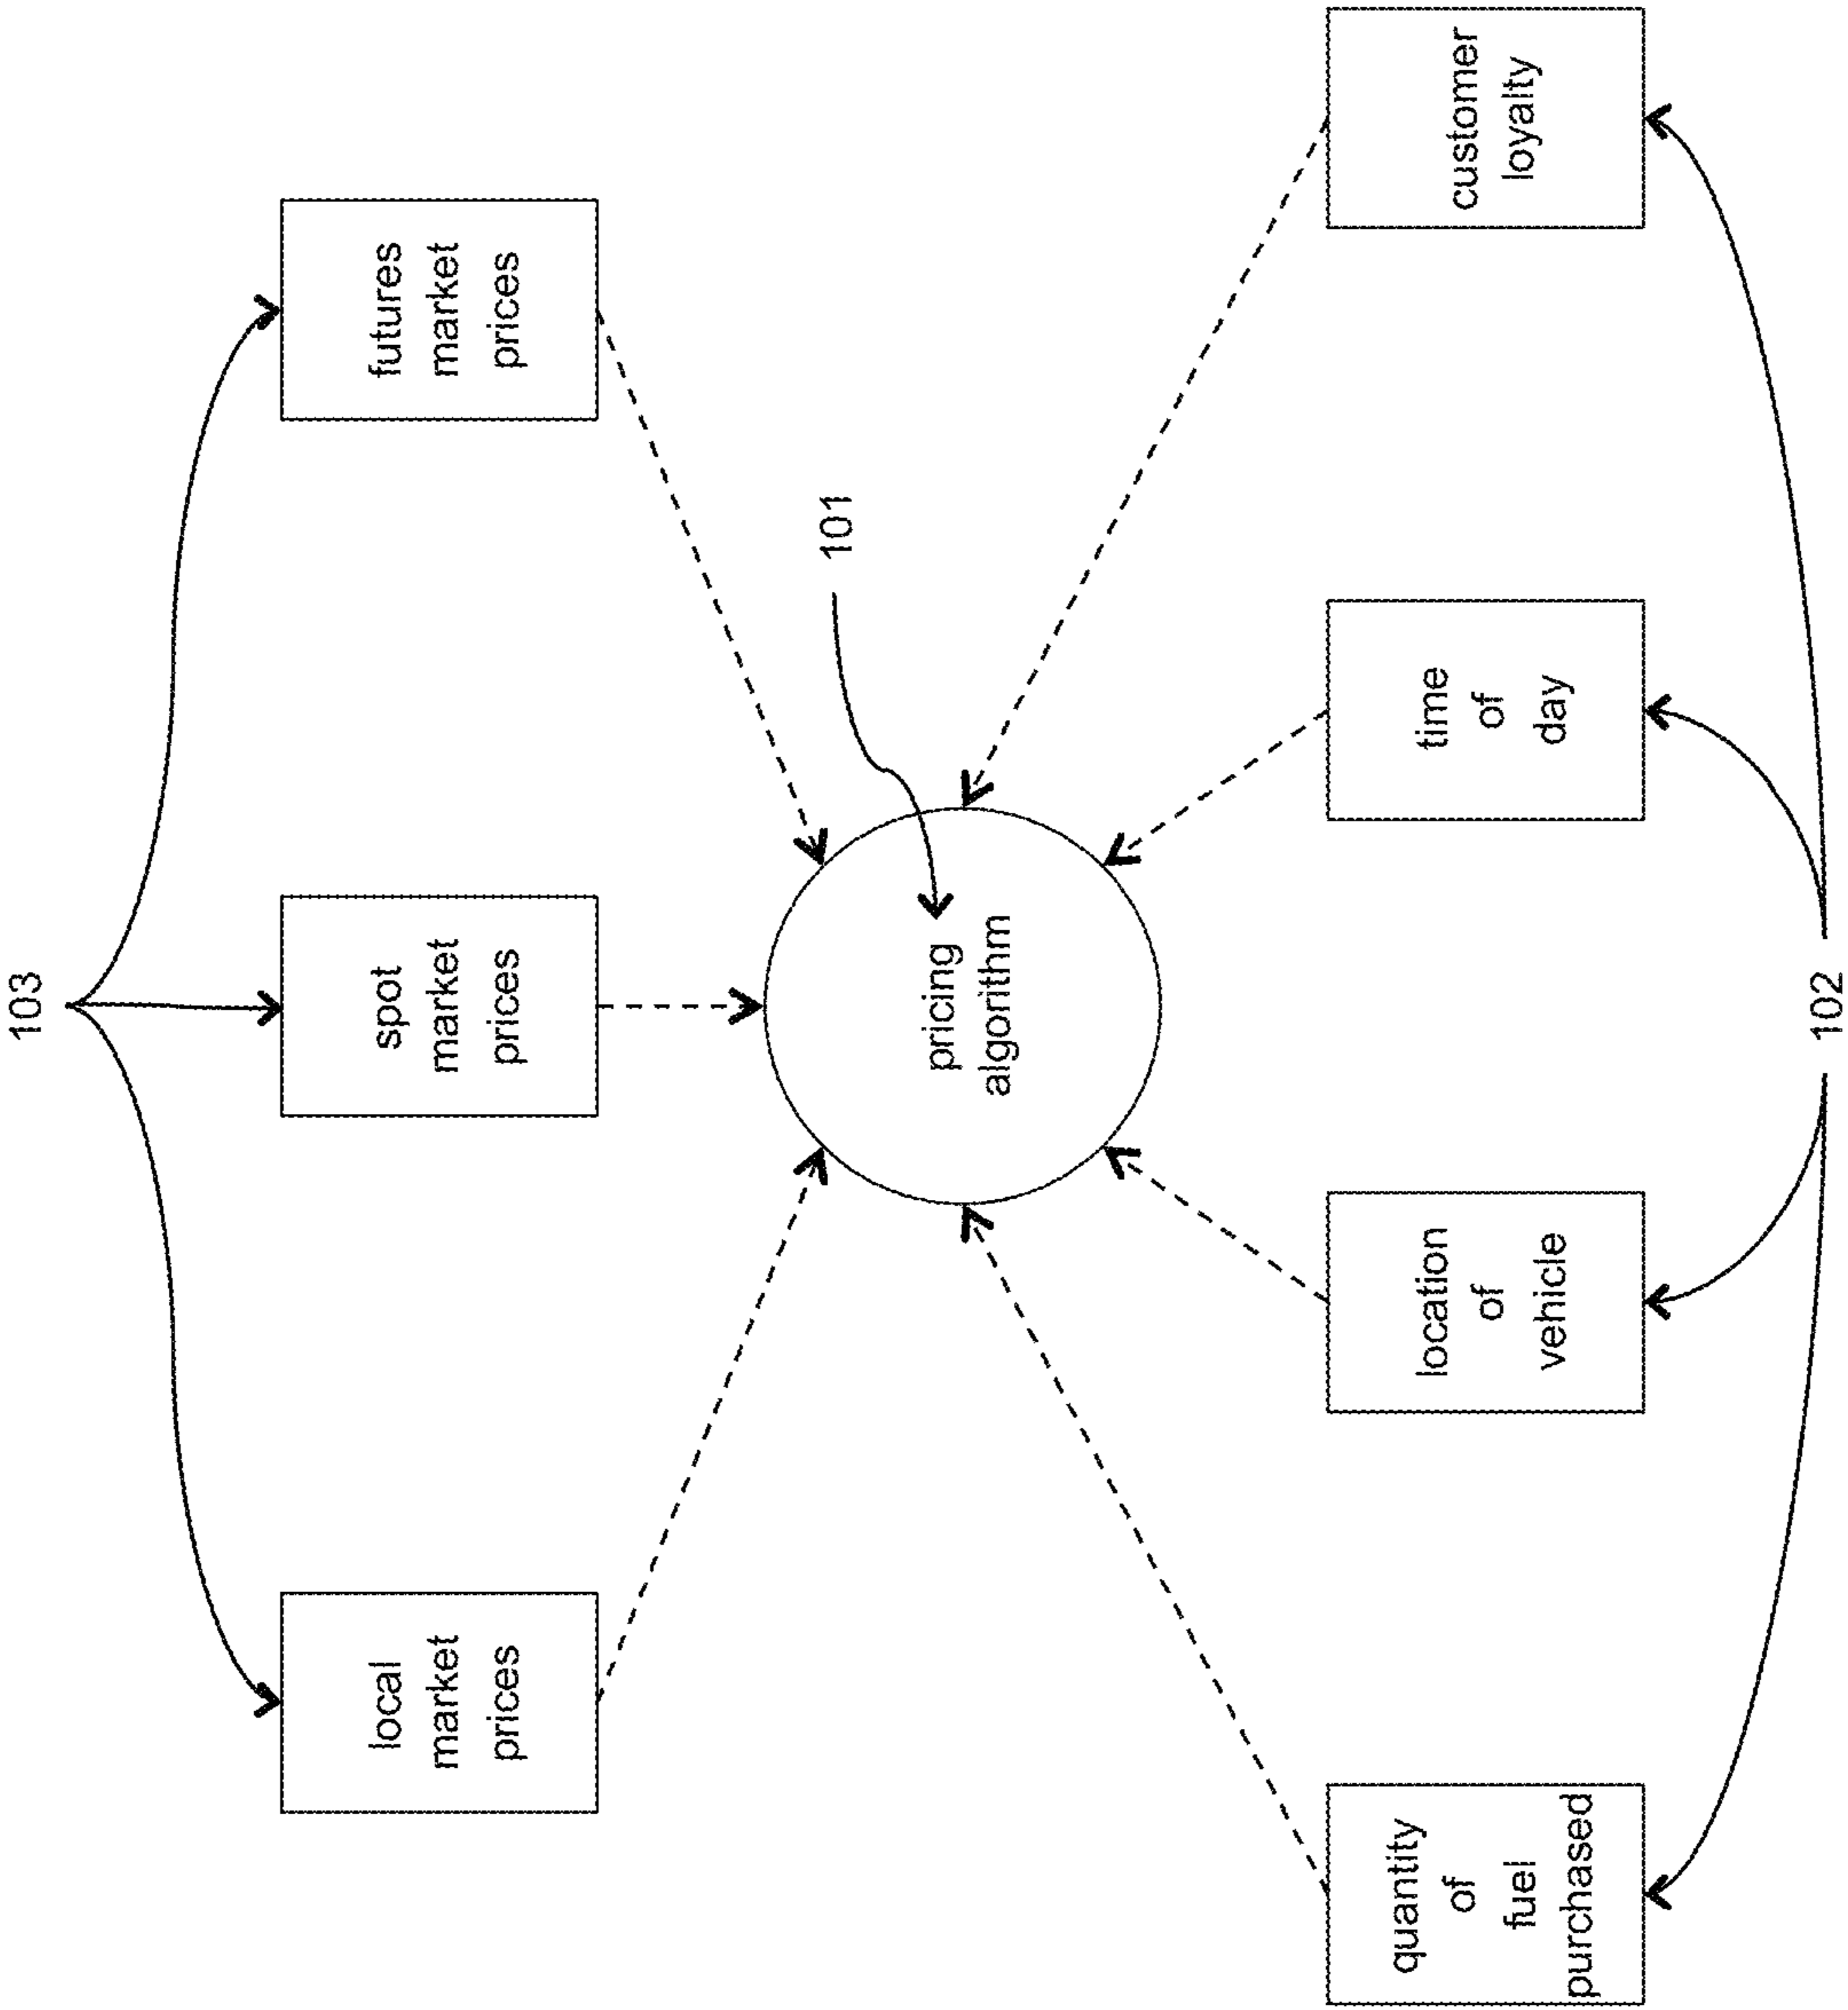 103
local
market
prices
spot
market
prices
futures
market
prices
101
pricing
algorithm
quantity
of
fuel
purchased
location
of
vehicle
time
of
day
customer
loyalty
102